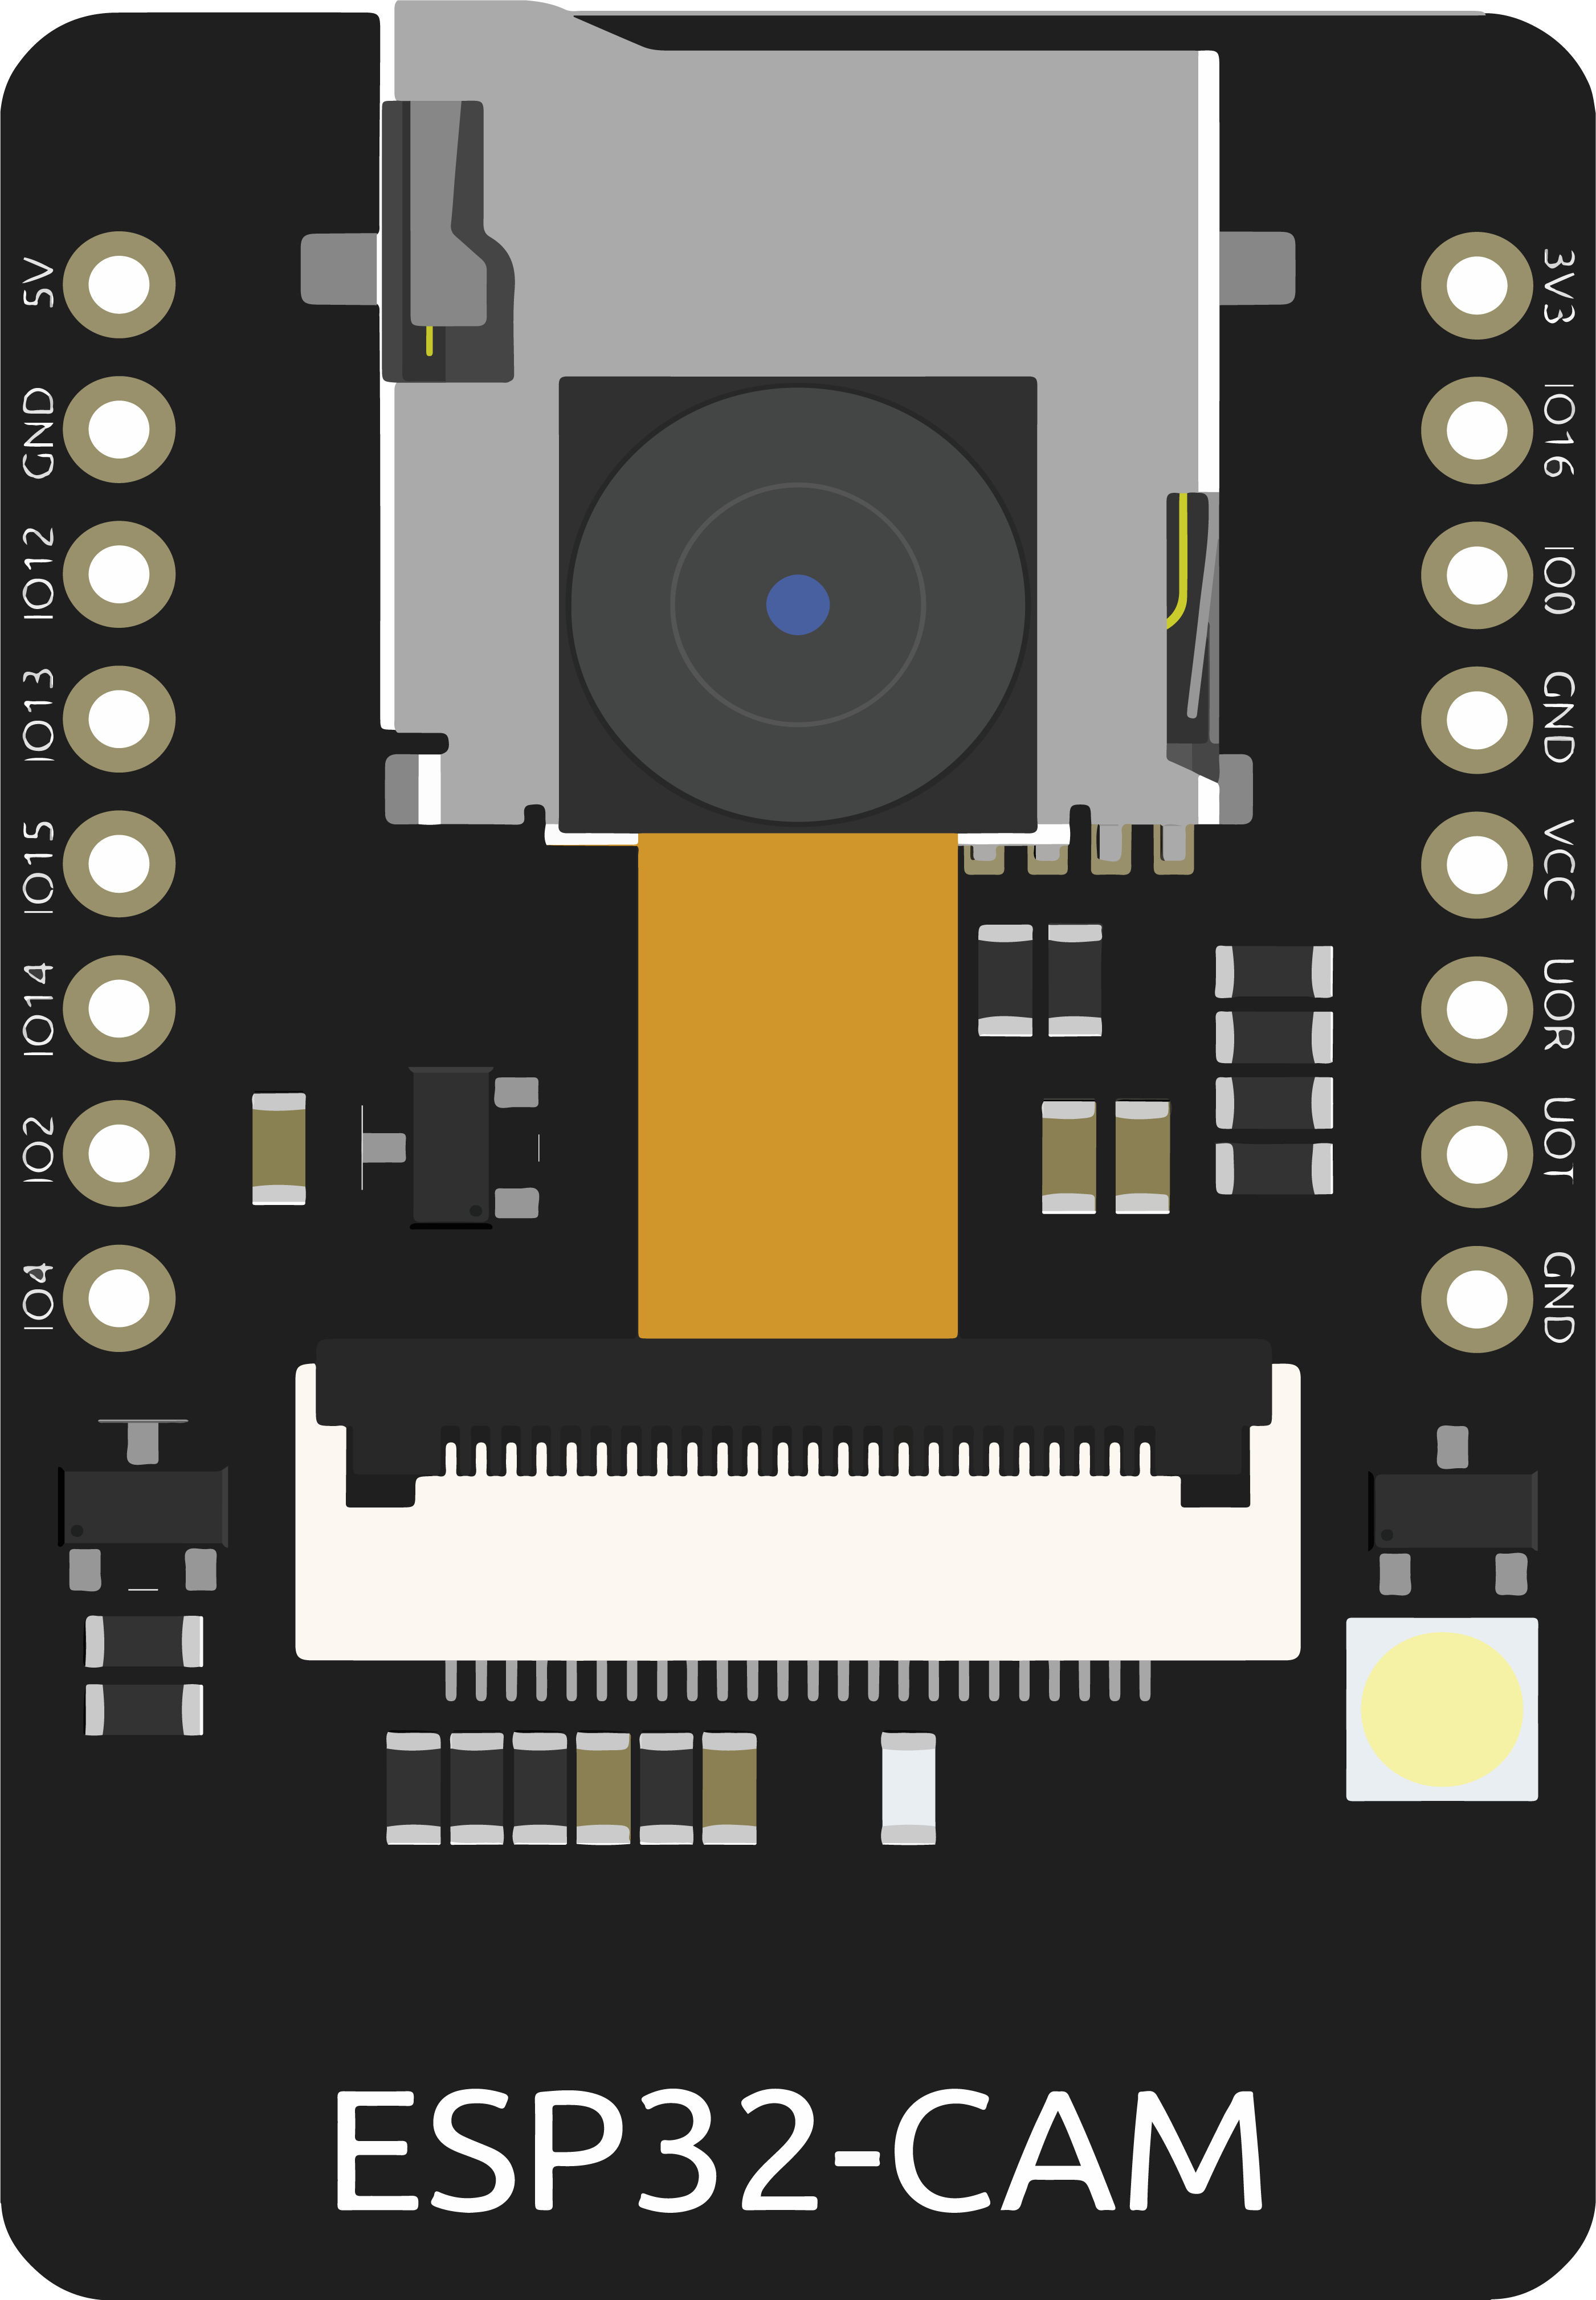 5V
GND
IO12
IO13
IO15
IO14
IO2
IO4
3V3
IO16
IO0
GND
VCC
UOR
UOT
GND
ESP32-CAM